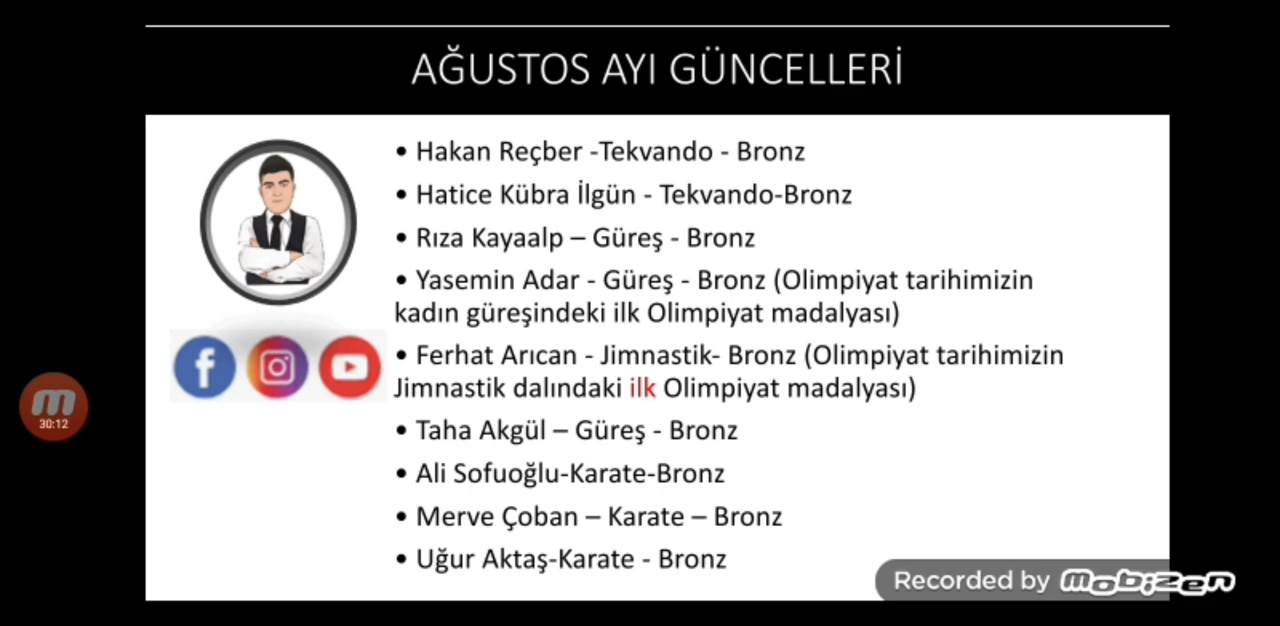 AĞUSTOS AYI GÜNCELLERİ
• Hakan Reçber -Tekvando - Bronz
• Hatice Kübra İlgün - Tekvando-Bronz
• Rıza Kayaalp – Güreş - Bronz
• Yasemin Adar - Güreş - Bronz (Olimpiyat tarihimizin
kadın güreşindeki ilk Olimpiyat madalyası)
• Ferhat Arıcan - Jimnastik- Bronz (Olimpiyat tarihimizin
Jimnastik dalındaki ilk Olimpiyat madalyası)
• Taha Akgül – Güreş - Bronz
• Ali Sofuoğlu-Karate-Bronz
• Merve Çoban – Karate – Bronz
• Uğur Aktaş-Karate - Bronz
30:12
Recorded by mobizen